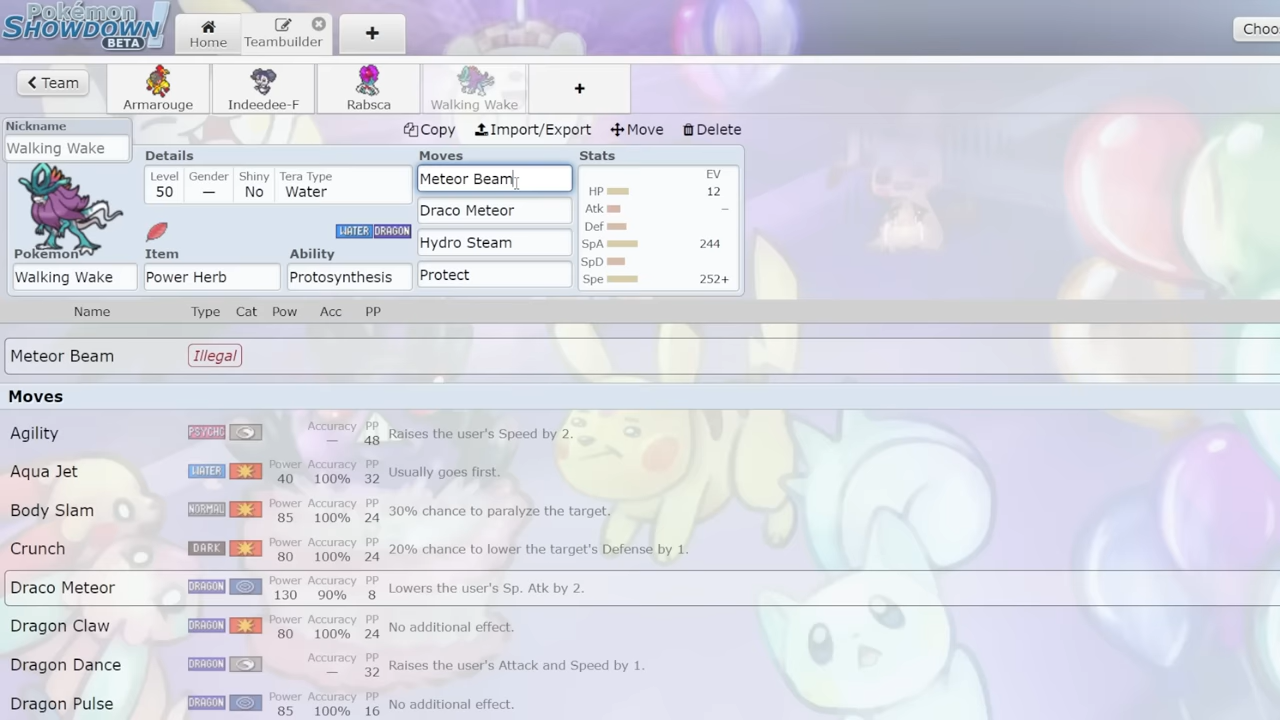 Pokémon
SHOWDOWN!
BETA
Home
Teambuilder
+
Choo
Team
Armarouge
Indeedee-F
Rabsca
Walking Wake
+
Nickname
Walking Wake
Copy
Import/Export
Move
Delete
Details
Moves
Stats
Level
Gender
Shiny
Tera Type
50
—
No
Water
Meteor Beam
Draco Meteor
Hydro Steam
Protect
EV
HP 12
Atk –
Def
SpA 244
SpD
Spe 252+
WATER DRAGON
Pokémon
Item
Ability
Walking Wake
Power Herb
Protosynthesis
Name Type Cat Pow Acc PP
Meteor Beam Illegal
Moves
Agility PSYCHC Accuracy — PP 48 Raises the user's Speed by 2.
Aqua Jet WATER Power 40 Accuracy 100% PP 32 Usually goes first.
Body Slam NORMAL Power 85 Accuracy 100% PP 24 30% chance to paralyze the target.
Crunch DARK Power 80 Accuracy 100% PP 24 20% chance to lower the target's Defense by 1.
Draco Meteor DRAGON Power 130 Accuracy 90% PP 8 Lowers the user's Sp. Atk by 2.
Dragon Claw DRAGON Power 80 Accuracy 100% PP 24 No additional effect.
Dragon Dance DRAGON Accuracy — PP 32 Raises the user's Attack and Speed by 1.
Dragon Pulse DRAGON Power 85 Accuracy 100% PP 16 No additional effect.